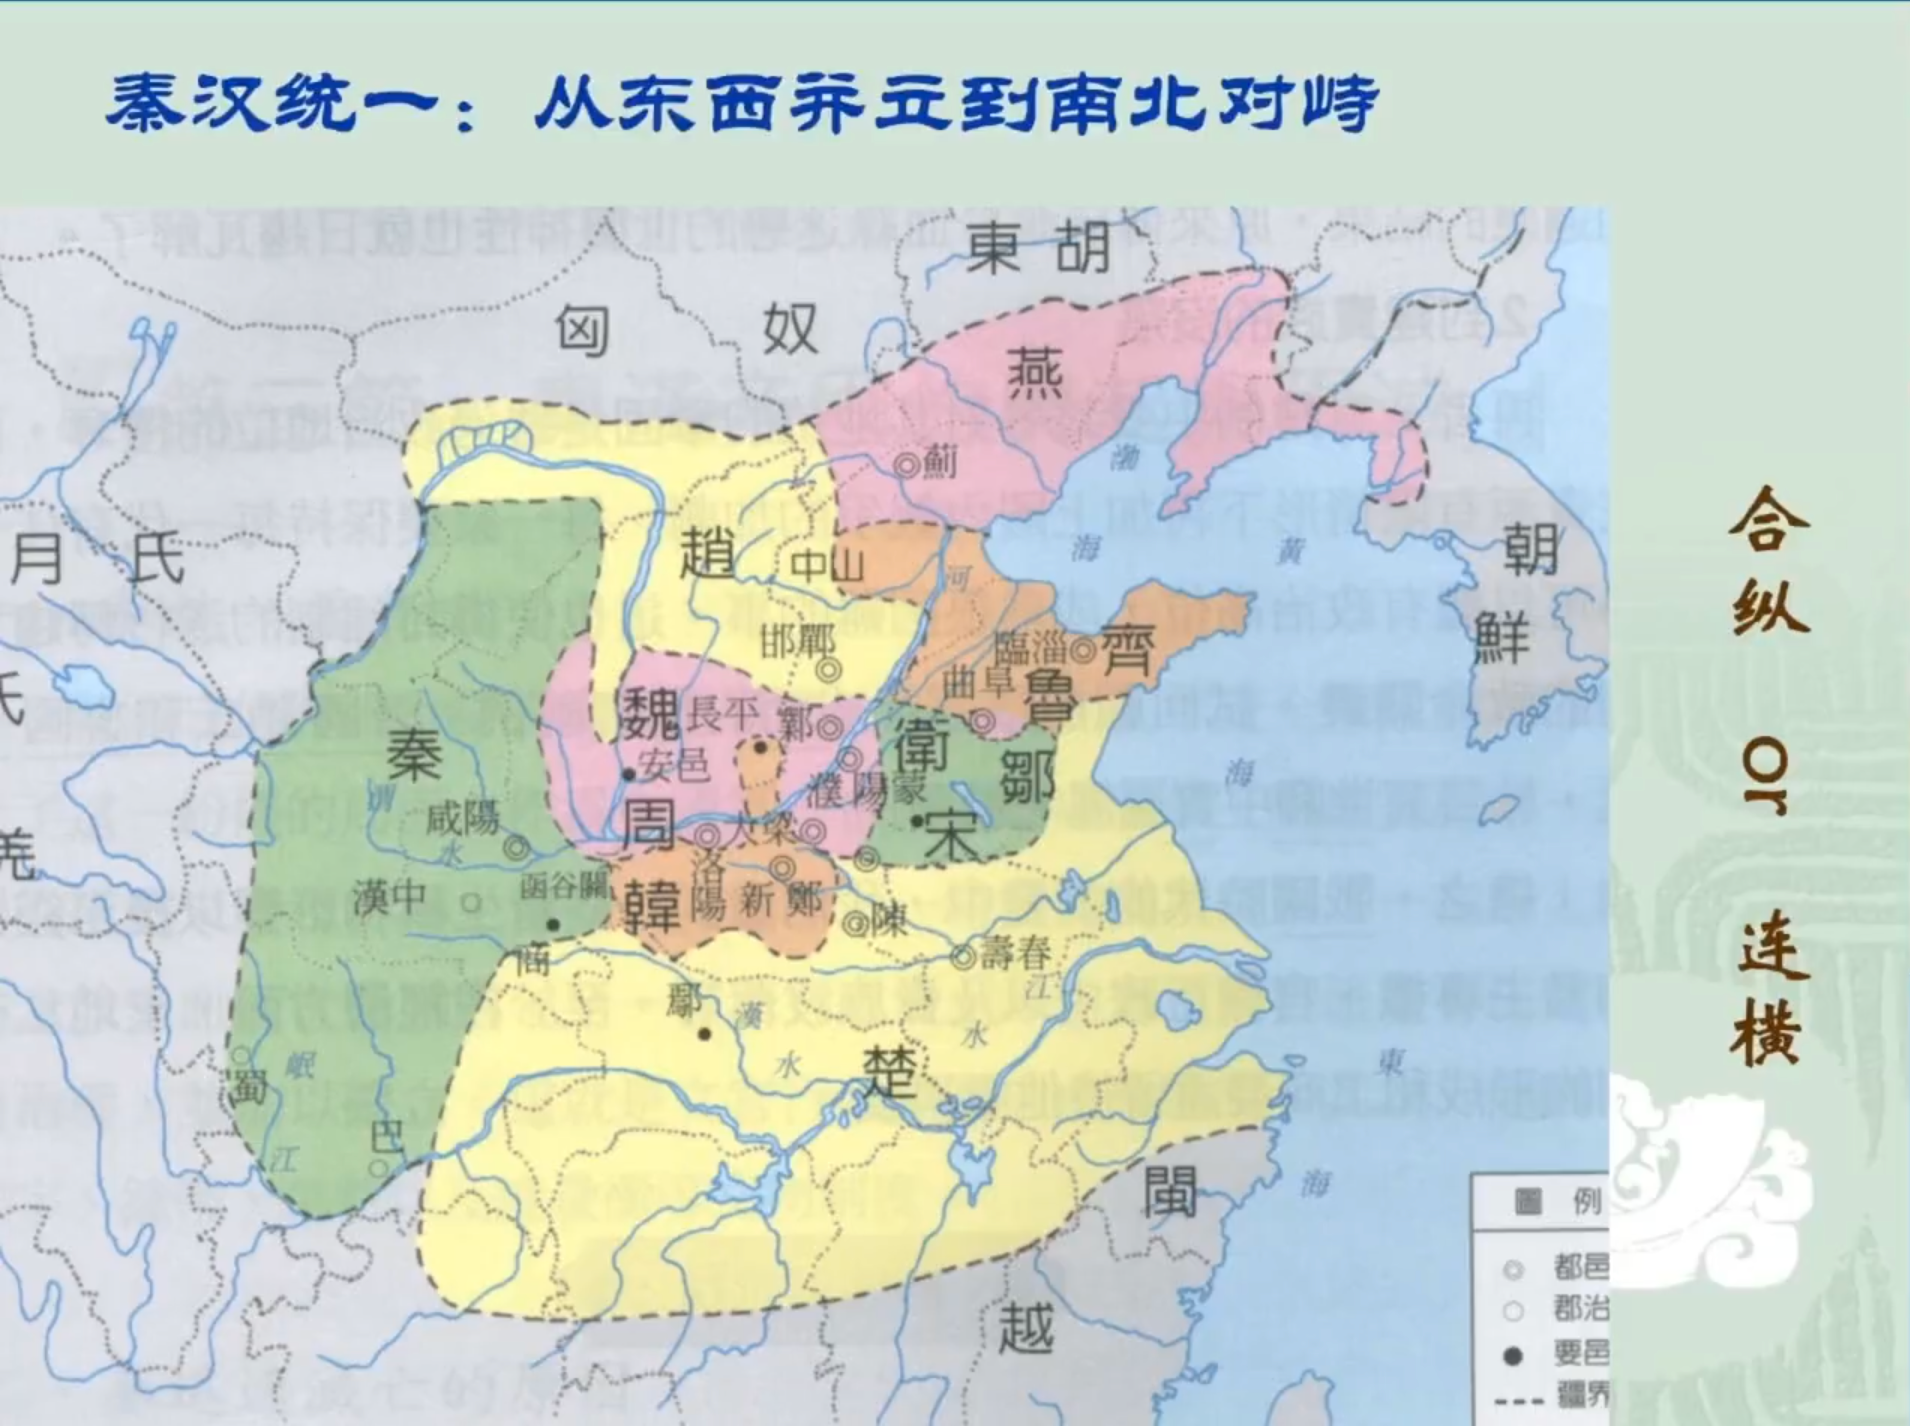 秦汉统一：从东西并立到南北对峙
東胡
匈奴
燕
薊
渤
海
黃
海
月氏
趙
中山
河
朝
鮮
邯鄲
臨淄
齊
曲阜
魯
氏
魏
長平
鄴
衛
鄒
秦
安邑
濮陽
蒙
渭
水
咸陽
周
大梁
宋
羌
洛
陽
漢中
函谷關
韓
新鄭
陳
商
壽春
鄢
漢
水
江
水
楚
東
海
蜀
岷
江
巴
閩
越
圖例
都邑
郡治
要邑
疆界
合
纵
or
连
横